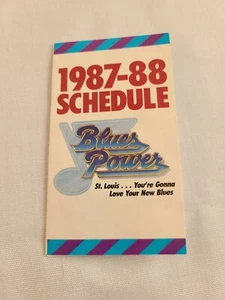 1987-88
SCHEDULE
Blues
Power
St. Louis . . . You're Gonna
Love Your New Blues